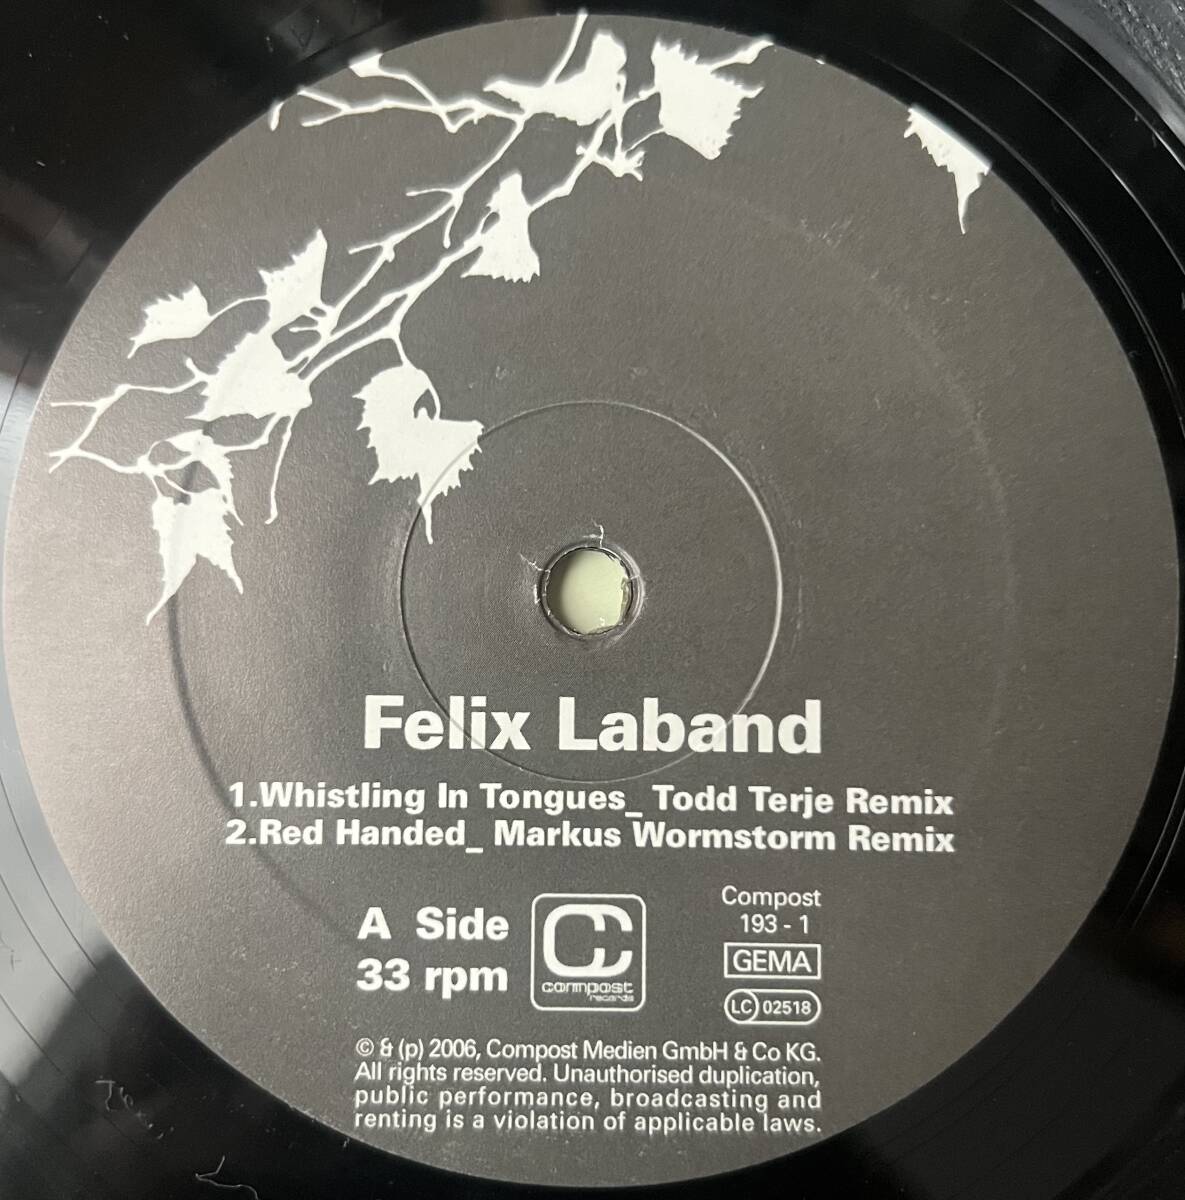 Felix Laband
1.Whistling In Tongues_ Todd Terje Remix
2.Red Handed_ Markus Wormstorm Remix
A Side
33 rpm
compost
records
Compost
193 - 1
GEMA
LC 02518
© & (p) 2006, Compost Medien GmbH & Co KG.
All rights reserved. Unauthorised duplication,
public performance, broadcasting and
renting is a violation of applicable laws.